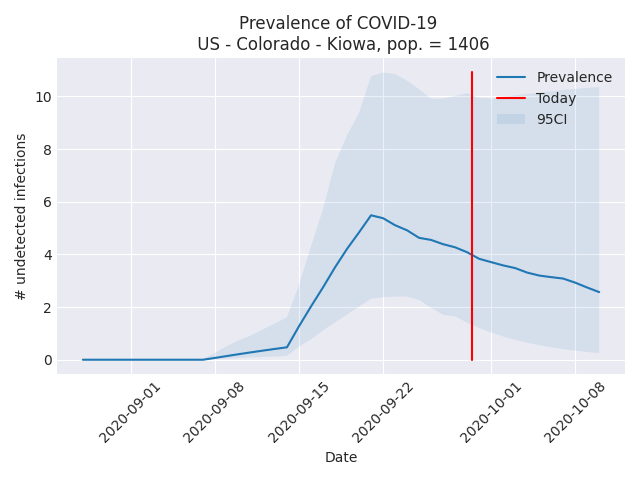 Prevalence of COVID-19
US - Colorado - Kiowa, pop. = 1406
Prevalence
Today
95CI
# undetected infections
10
8
6
4
2
0
2020-09-01
2020-09-08
2020-09-15
2020-09-22
2020-10-01
2020-10-08
Date